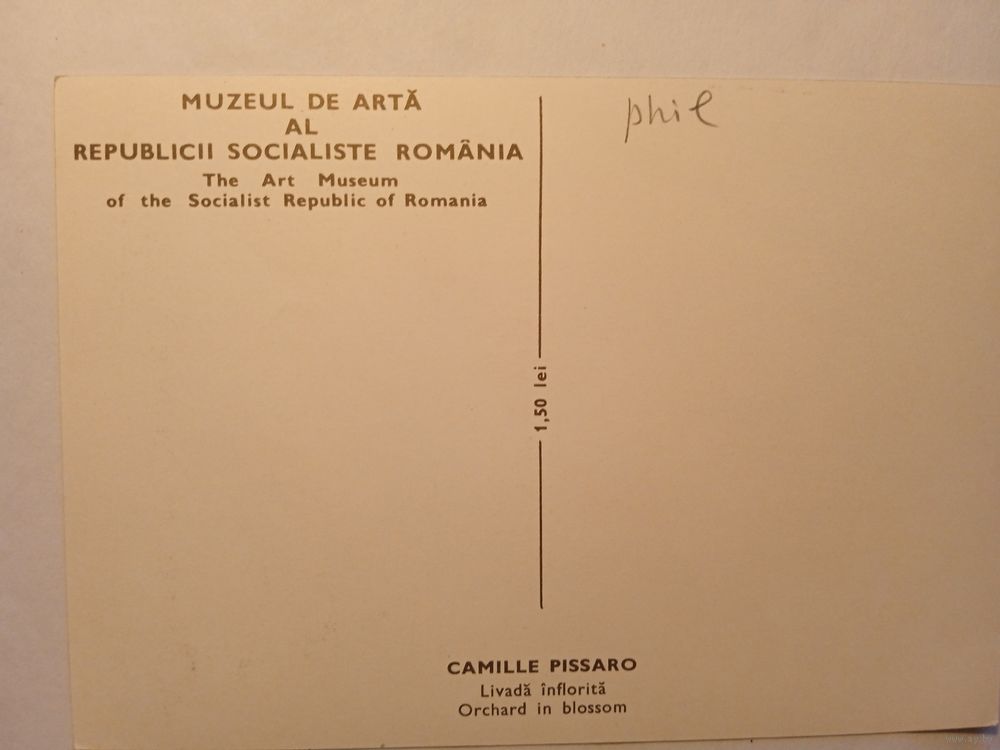 MUZEUL DE ARTĂ
AL
REPUBLICII SOCIALISTE ROMÂNIA
The Art Museum
of the Socialist Republic of Romania
phil
1,50 lei
CAMILLE PISSARO
Livadă înflorită
Orchard in blossom